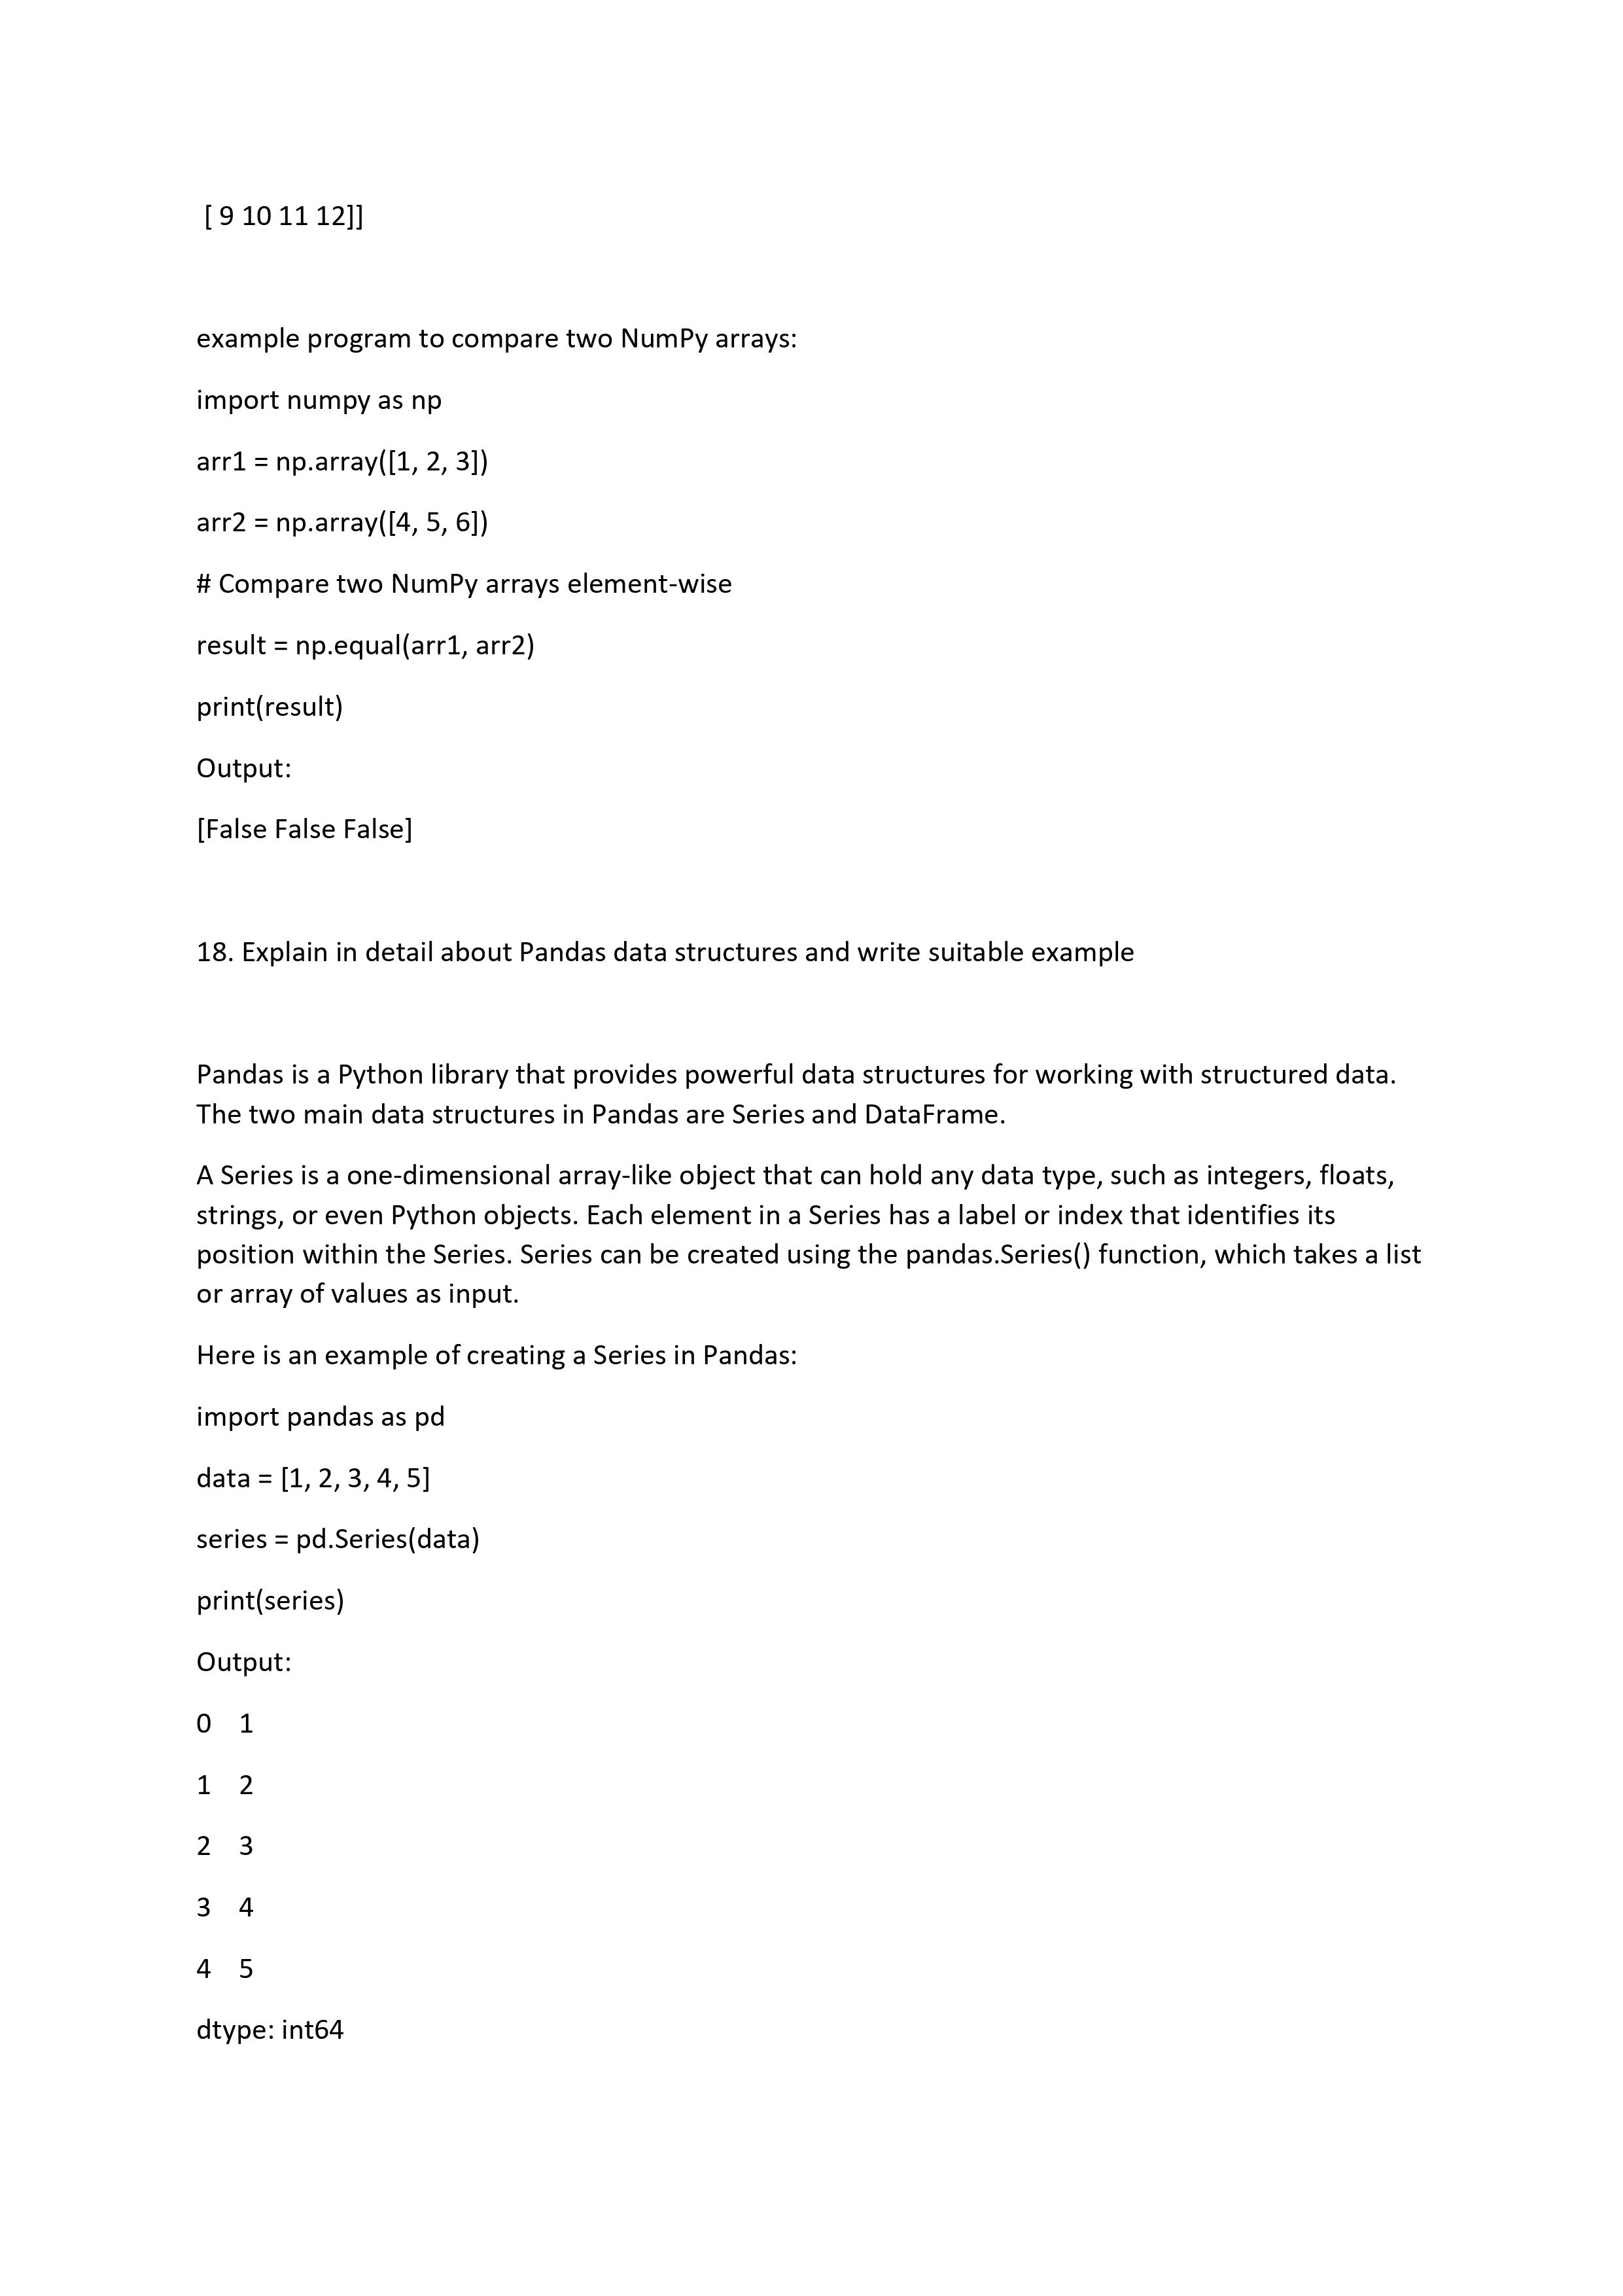 [ 9 10 11 12]]
example program to compare two NumPy arrays:
import numpy as np
arr1 = np.array([1, 2, 3])
arr2 = np.array([4, 5, 6])
# Compare two NumPy arrays element-wise
result = np.equal(arr1, arr2)
print(result)
Output:
[False False False]
18. Explain in detail about Pandas data structures and write suitable example
Pandas is a Python library that provides powerful data structures for working with structured data.
The two main data structures in Pandas are Series and DataFrame.
A Series is a one-dimensional array-like object that can hold any data type, such as integers, floats,
strings, or even Python objects. Each element in a Series has a label or index that identifies its
position within the Series. Series can be created using the pandas.Series() function, which takes a list
or array of values as input.
Here is an example of creating a Series in Pandas:
import pandas as pd
data = [1, 2, 3, 4, 5]
series = pd.Series(data)
print(series)
Output:
0    1
1    2
2    3
3    4
4    5
dtype: int64